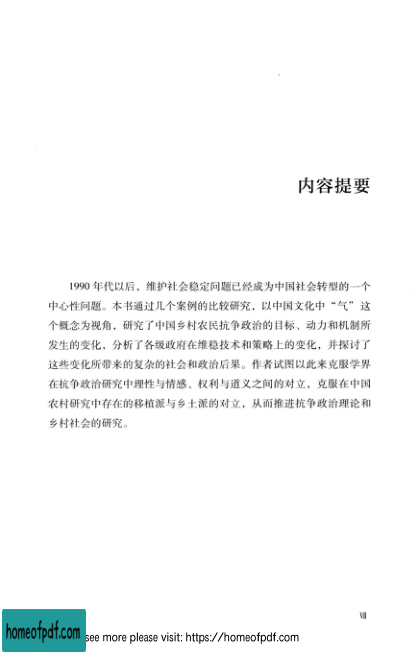 内容提要
1990 年代以后，维护社会稳定问题已经成为中国社会转型的一个
中心性问题。本书通过几个案例的比较研究，以中国文化中“气”这
个概念为视角，研究了中国乡村农民抗争政治的目标、动力和机制所
发生的变化，分析了各级政府在维稳技术和策略上的变化，并探讨了
这些变化所带来的复杂的社会和政治后果。作者试图以此来克服学界
在抗争政治研究中理性与情感、权利与道义之间的对立，克服在中国
农村研究中存在的移植派与乡土派的对立，从而推进抗争政治理论和
乡村社会的研究。
VII
homeofpdf.com
see more please visit: https://homeofpdf.com